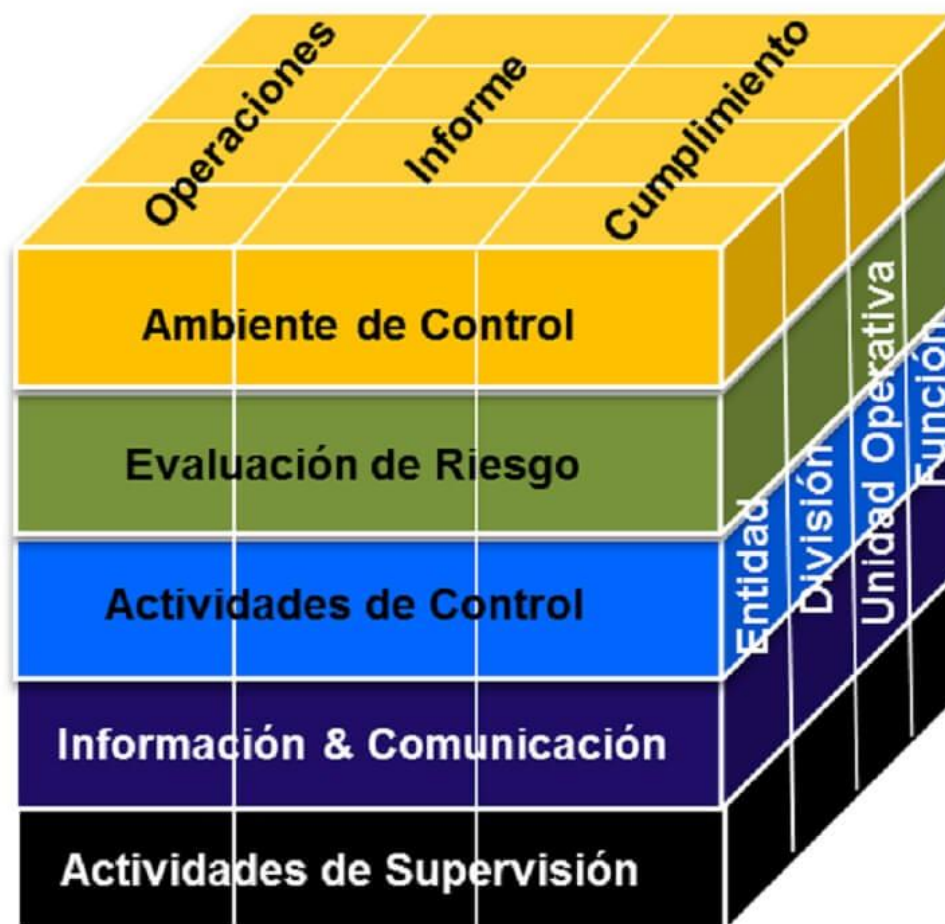 Operaciones
Informe
Cumplimiento
Ambiente de Control
Evaluación de Riesgo
Actividades de Control
Información & Comunicación
Actividades de Supervisión
Entidad
División
Unidad Operativa
Función